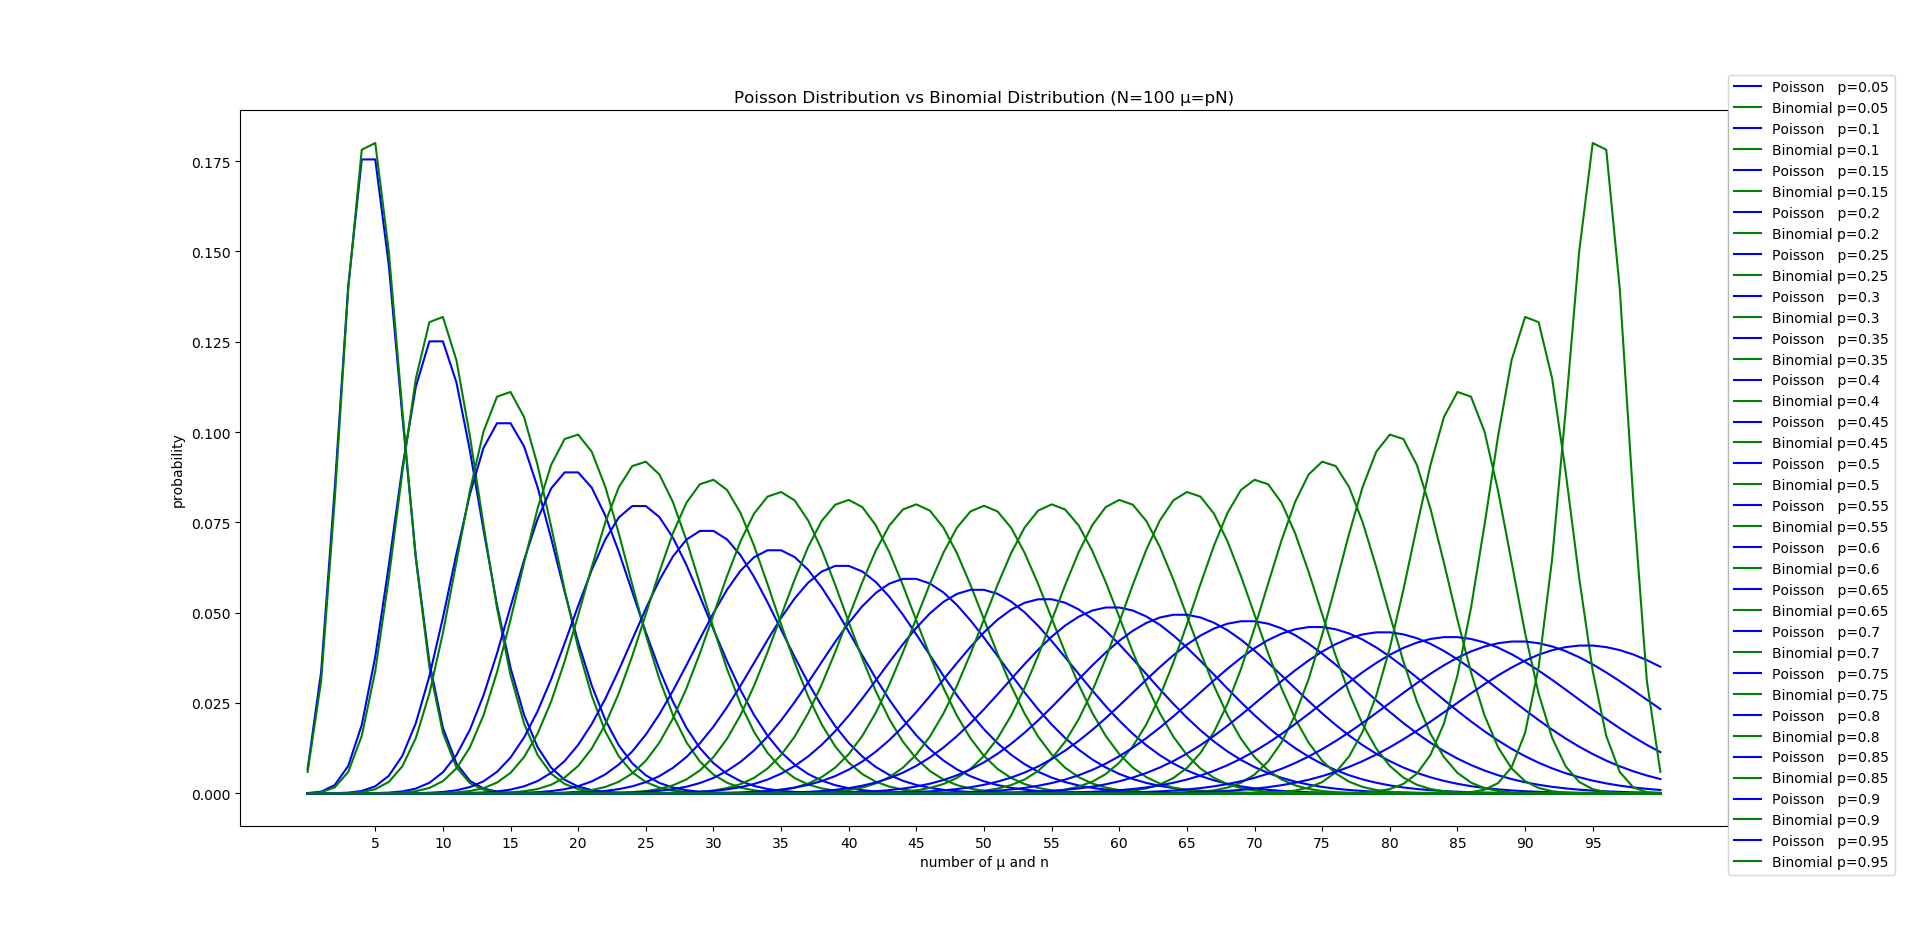 Poisson Distribution vs Binomial Distribution (N=100 μ=pN)
probability
0.175
0.150
0.125
0.100
0.075
0.050
0.025
0.000
5 10 15 20 25 30 35 40 45 50 55 60 65 70 75 80 85 90 95
number of μ and n
Poisson p=0.05
Binomial p=0.05
Poisson p=0.1
Binomial p=0.1
Poisson p=0.15
Binomial p=0.15
Poisson p=0.2
Binomial p=0.2
Poisson p=0.25
Binomial p=0.25
Poisson p=0.3
Binomial p=0.3
Poisson p=0.35
Binomial p=0.35
Poisson p=0.4
Binomial p=0.4
Poisson p=0.45
Binomial p=0.45
Poisson p=0.5
Binomial p=0.5
Poisson p=0.55
Binomial p=0.55
Poisson p=0.6
Binomial p=0.6
Poisson p=0.65
Binomial p=0.65
Poisson p=0.7
Binomial p=0.7
Poisson p=0.75
Binomial p=0.75
Poisson p=0.8
Binomial p=0.8
Poisson p=0.85
Binomial p=0.85
Poisson p=0.9
Binomial p=0.9
Poisson p=0.95
Binomial p=0.95